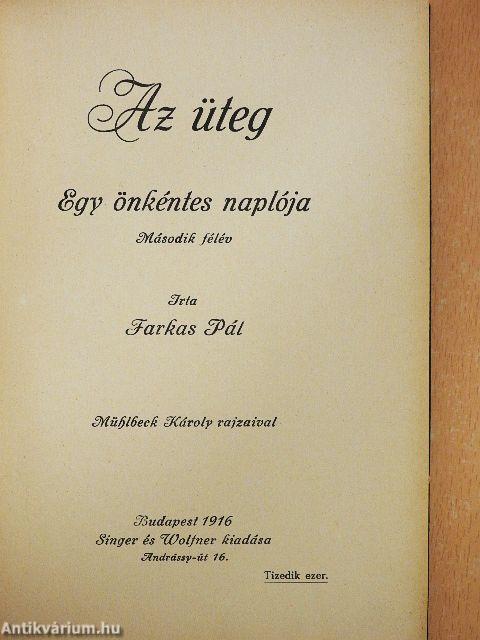 Az üteg
Egy önkéntes naplója
Második félév
Irta
Farkas Pál
Mühlbeck Károly rajzaival
Budapest 1916
Singer és Wolfner kiadása
Andrássy-út 16.
Tizedik ezer.
Antikvárium.hu